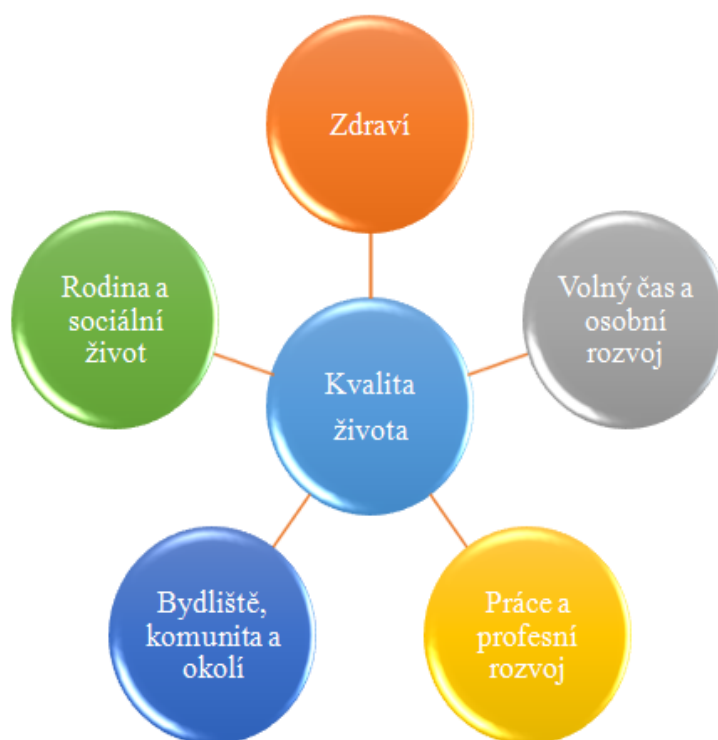 Zdraví
Rodina a
sociální
život
Volný čas a
osobní
rozvoj
Kvalita
života
Bydliště,
komunita a
okolí
Práce a
profesní
rozvoj